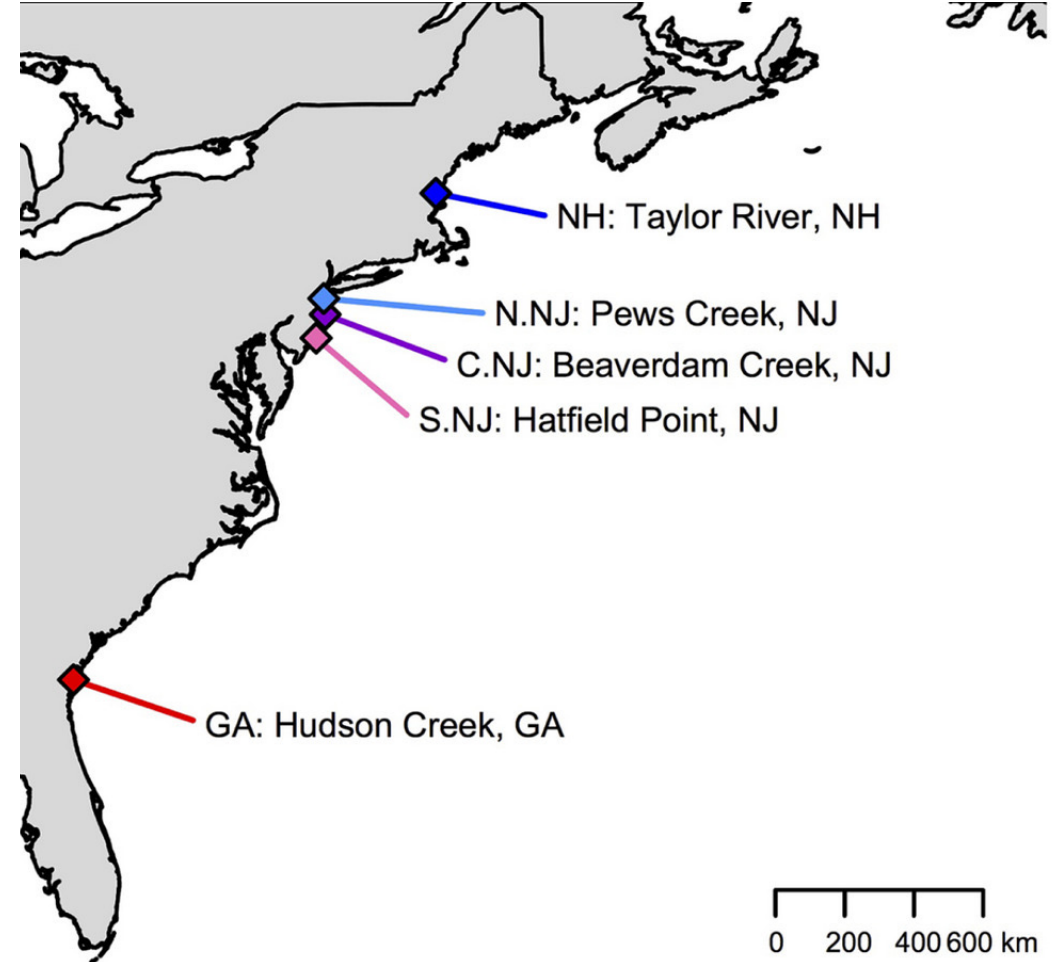 NH: Taylor River, NH
N.NJ: Pews Creek, NJ
C.NJ: Beaverdam Creek, NJ
S.NJ: Hatfield Point, NJ
GA: Hudson Creek, GA
0 200 400 600 km